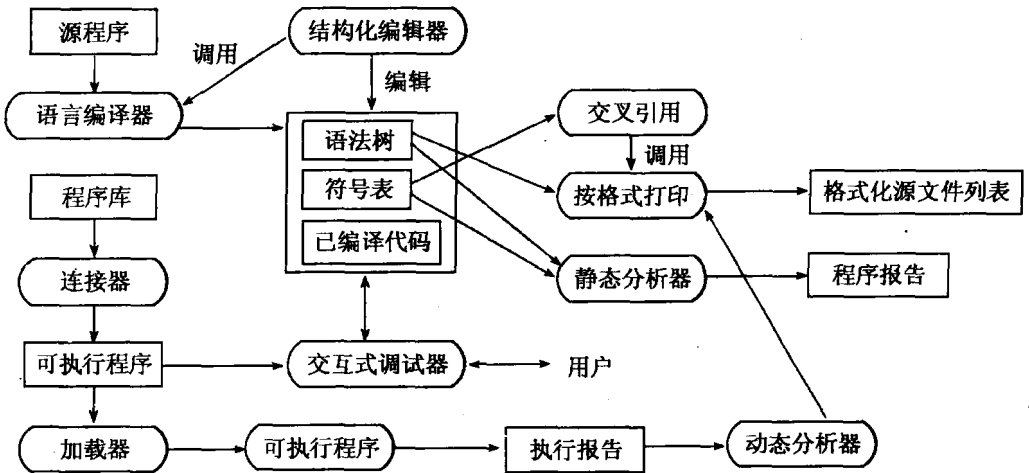 源程序
结构化编辑器
调用
编辑
语言编译器
交叉引用
语法树
调用
程序库
符号表
按格式打印
格式化源文件列表
已编译代码
连接器
静态分析器
程序报告
可执行程序
交互式调试器
用户
加载器
可执行程序
执行报告
动态分析器